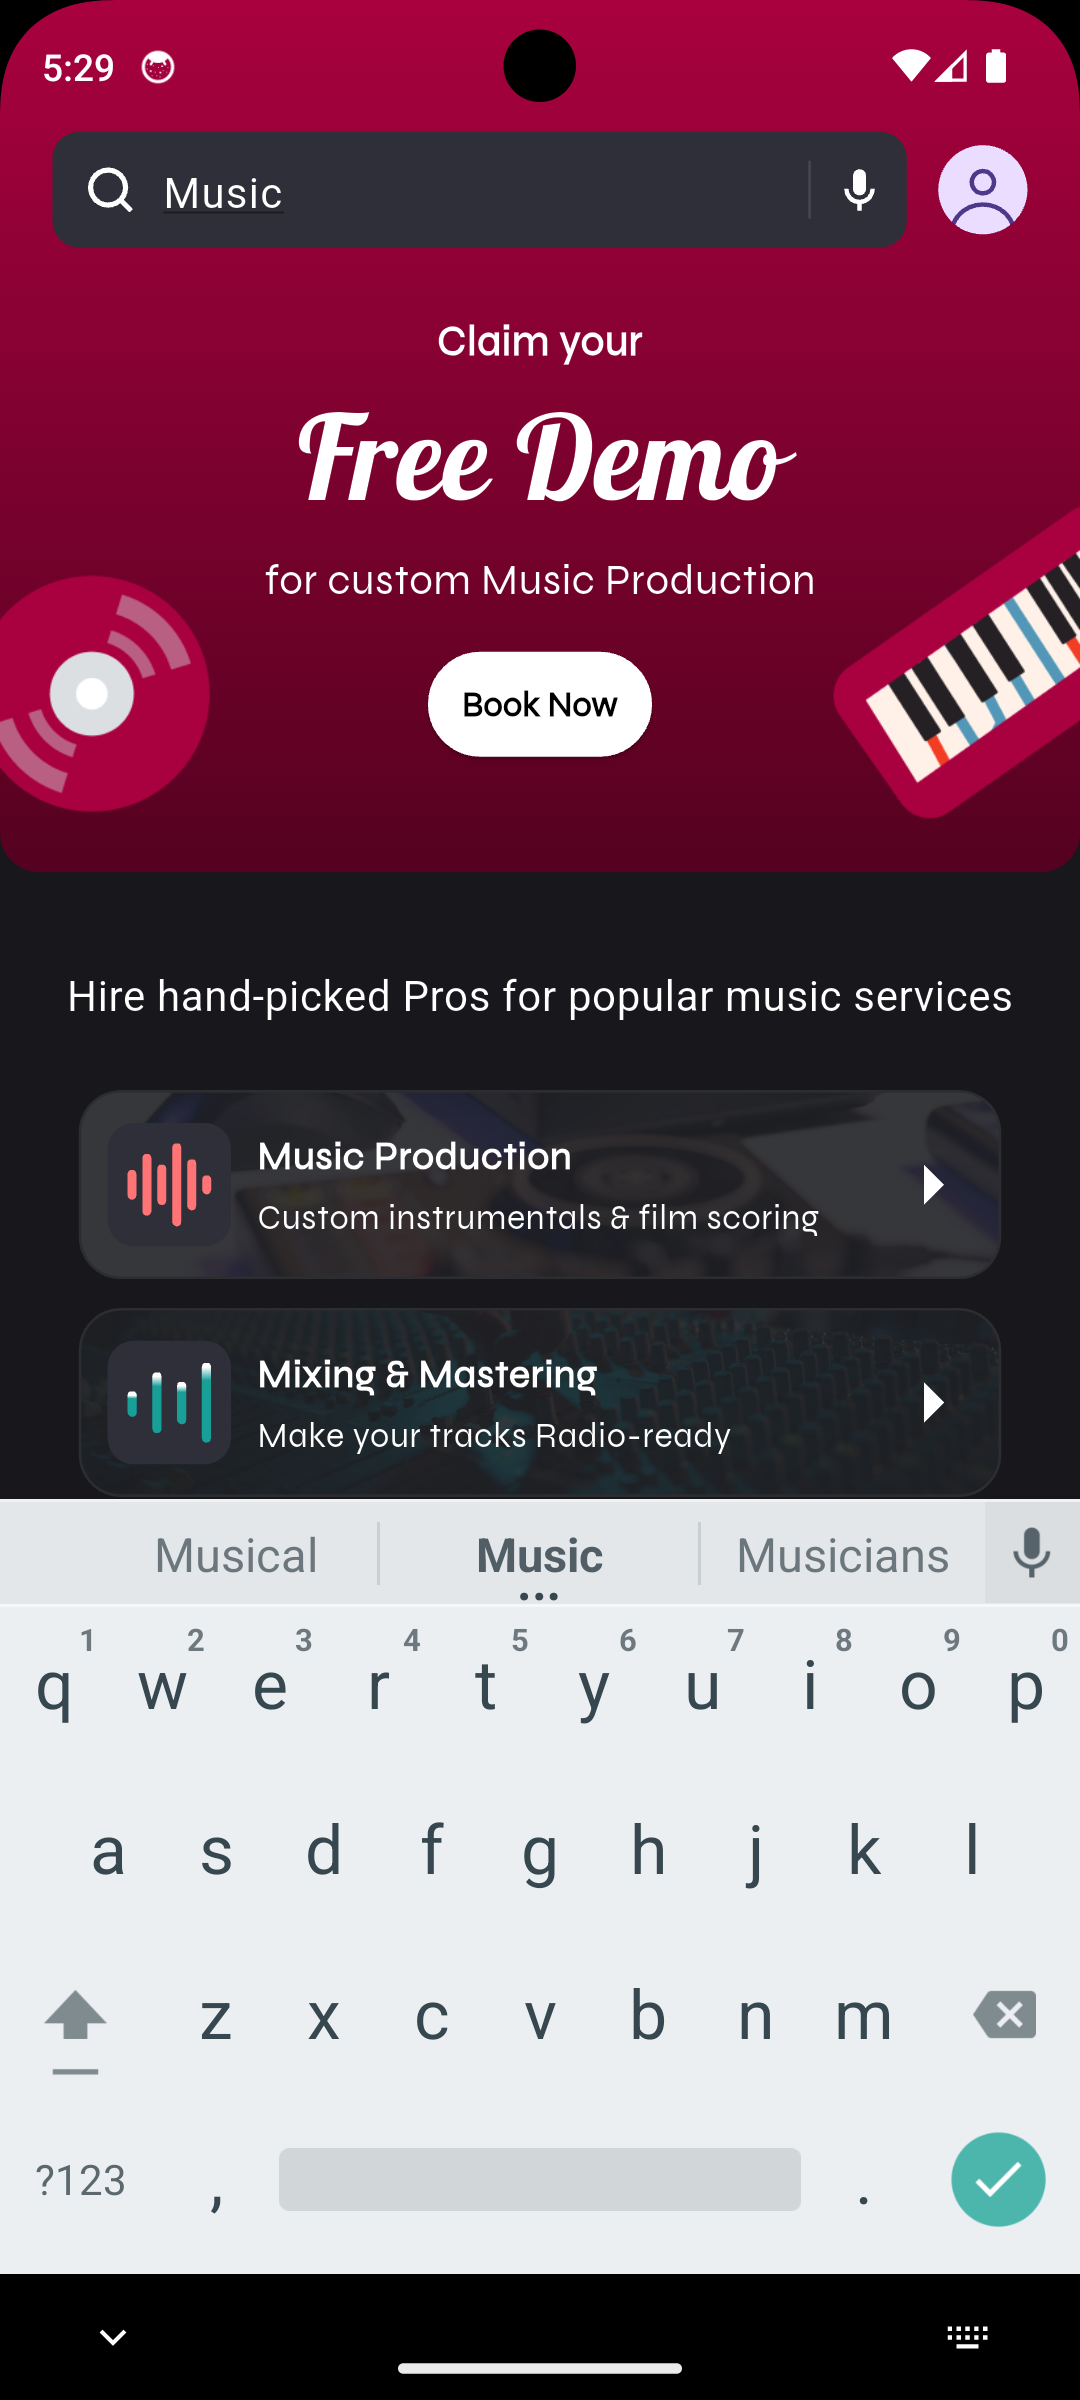 5:29
Music
Claim your
Free Demo
for custom Music Production
Book Now
Hire hand-picked Pros for popular music services
Music Production
Custom instrumentals & film scoring
Mixing & Mastering
Make your tracks Radio-ready
Musical Music Musicians
1 2 3 4 5 6 7 8 9 0
q w e r t y u i o p
a s d f g h j k l
z x c v b n m
?123 , .